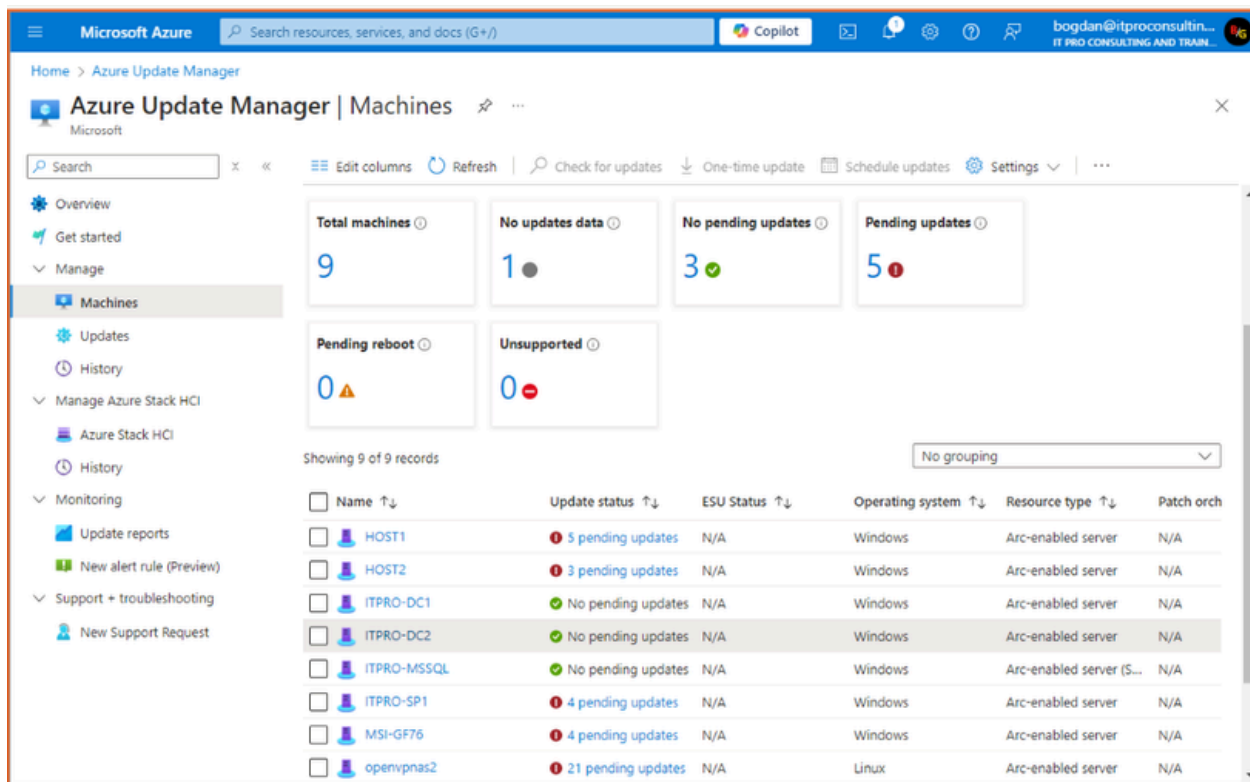 Microsoft Azure Search resources, services, and docs (G+/) Copilot 1 bogdan@itproconsultin...
IT PRO CONSULTING AND TRAIN...
Home > Azure Update Manager
Azure Update Manager | Machines ...
Microsoft
Search
Edit columns Refresh Check for updates One-time update Schedule updates Settings ...
Overview
Get started
Manage
Machines
Updates
History
Manage Azure Stack HCI
Azure Stack HCI
History
Monitoring
Update reports
New alert rule (Preview)
Support + troubleshooting
New Support Request
Total machines No updates data No pending updates Pending updates
9 1 3 5
Pending reboot Unsupported
0 0
Showing 9 of 9 records No grouping
Name Update status ESU Status Operating system Resource type Patch orch
HOST1 5 pending updates N/A Windows Arc-enabled server N/A
HOST2 3 pending updates N/A Windows Arc-enabled server N/A
ITPRO-DC1 No pending updates N/A Windows Arc-enabled server N/A
ITPRO-DC2 No pending updates N/A Windows Arc-enabled server N/A
ITPRO-MSSQL No pending updates N/A Windows Arc-enabled server (S... N/A
ITPRO-SP1 4 pending updates N/A Windows Arc-enabled server N/A
MSI-GF76 4 pending updates N/A Windows Arc-enabled server N/A
openvpnas2 21 pending updates N/A Linux Arc-enabled server N/A